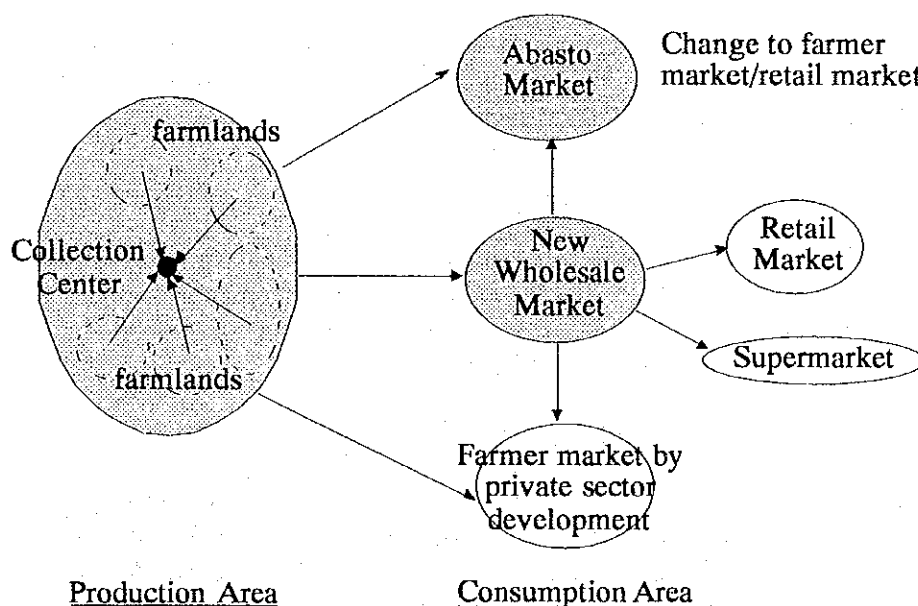 Abasto
Market
Change to farmer
market/retail market
farmlands
Collection
Center
farmlands
New
Wholesale
Market
Retail
Market
Supermarket
Farmer market by
private sector
development
Production Area
Consumption Area